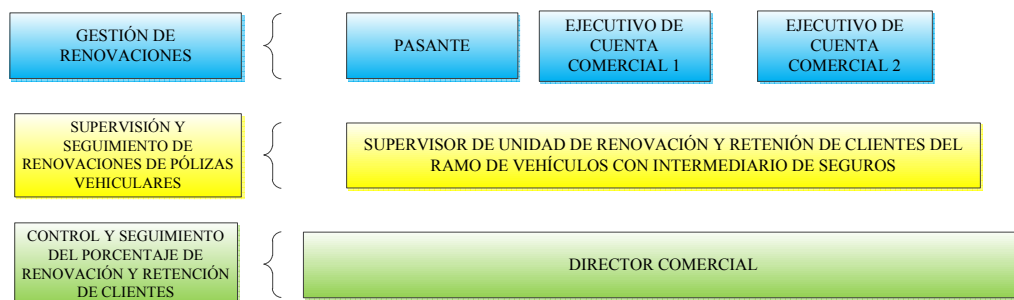 GESTIÓN DE
RENOVACIONES
PASANTE
EJECUTIVO DE
CUENTA
COMERCIAL 1
EJECUTIVO DE
CUENTA
COMERCIAL 2
SUPERVISIÓN Y
SEGUIMIENTO DE
RENOVACIONES DE PÓLIZAS
VEHICULARES
SUPERVISOR DE UNIDAD DE RENOVACIÓN Y RETENIÓN DE CLIENTES DEL
RAMO DE VEHÍCULOS CON INTERMEDIARIO DE SEGUROS
CONTROL Y SEGUIMIENTO
DEL PORCENTAJE DE
RENOVACIÓN Y RETENCIÓN
DE CLIENTES
DIRECTOR COMERCIAL